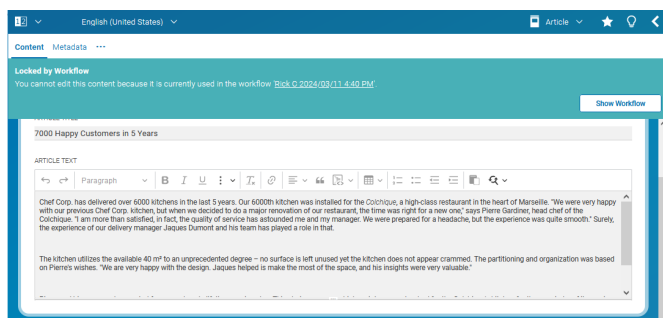 English (United States)
Article
Content Metadata
Locked by Workflow
You cannot edit this content because it is currently used in the workflow 'Rick C 2024/03/11 4:40 PM'.
Show Workflow
7000 Happy Customers in 5 Years
ARTICLE TEXT
Paragraph B I U
Chef Corp. has delivered over 6000 kitchens in the last 5 years. Our 6000th kitchen was installed for the Colchique, a high-class restaurant in the heart of Marseille. "We were very happy
with our previous Chef Corp. kitchen, but when we decided to do a major renovation of our restaurant, the time was right for a new one," says Pierre Gardiner, head chef of the
Colchique. "I am more than satisfied, in fact, the quality of service has astounded me and my manager. We were prepared for a headache, but the experience was quite smooth." Surely,
the experience of our delivery manager Jaques Dumont and his team has played a role in that.
The kitchen utilizes the available 40 m² to an unprecedented degree – no surface is left unused yet the kitchen does not appear crammed. The partitioning and organization was based
on Pierre's wishes. "We are very happy with the design. Jaques helped is make the most of the space, and his insights were very valuable."